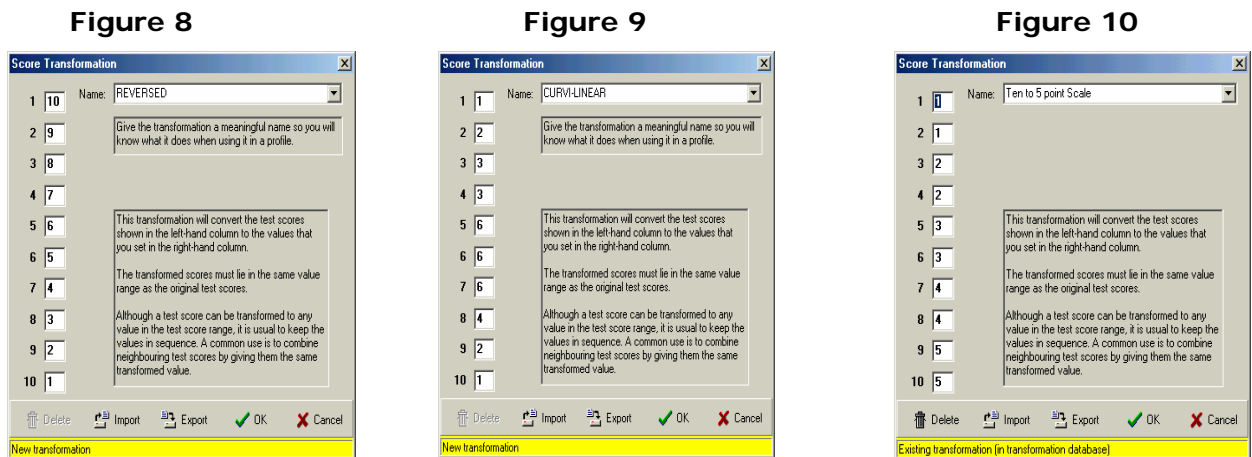 Figure 8
Score Transformation
Name: REVERSED
1 10
2 9
3 8
4 7
5 6
6 5
7 4
8 3
9 2
10 1
Give the transformation a meaningful name so you will
know what it does when using it in a profile.
This transformation will convert the test scores
shown in the left-hand column to the values that
you set in the right-hand column.
The transformed scores must lie in the same value
range as the original test scores.
Although a test score can be transformed to any
value in the test score range, it is usual to keep the
values in sequence. A common use is to combine
neighbouring test scores by giving them the same
transformed value.
Delete Import Export OK Cancel
New transformation
Figure 9
Score Transformation
Name: CURVI-LINEAR
1 1
2 2
3 3
4 3
5 6
6 6
7 6
8 4
9 2
10 1
Give the transformation a meaningful name so you will
know what it does when using it in a profile.
This transformation will convert the test scores
shown in the left-hand column to the values that
you set in the right-hand column.
The transformed scores must lie in the same value
range as the original test scores.
Although a test score can be transformed to any
value in the test score range, it is usual to keep the
values in sequence. A common use is to combine
neighbouring test scores by giving them the same
transformed value.
Delete Import Export OK Cancel
New transformation
Figure 10
Score Transformation
Name: Ten to 5 point Scale
1 1
2 1
3 2
4 2
5 3
6 3
7 4
8 4
9 5
10 5
This transformation will convert the test scores
shown in the left-hand column to the values that
you set in the right-hand column.
The transformed scores must lie in the same value
range as the original test scores.
Although a test score can be transformed to any
value in the test score range, it is usual to keep the
values in sequence. A common use is to combine
neighbouring test scores by giving them the same
transformed value.
Delete Import Export OK Cancel
Existing transformation (in transformation database)